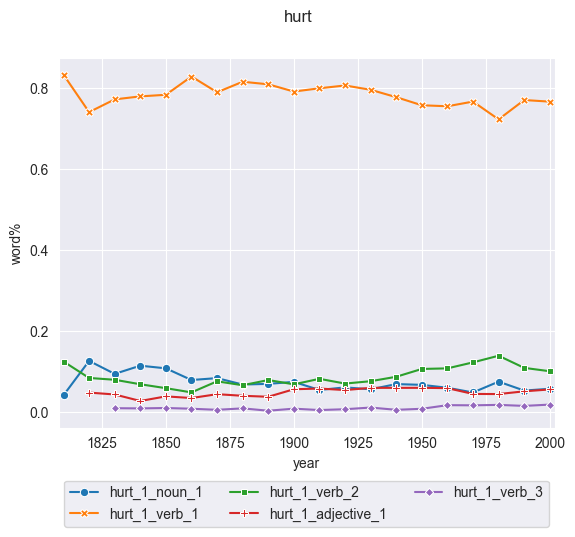 hurt
0.8
0.6
0.4
0.2
0.0
word%
1825 1850 1875 1900 1925 1950 1975 2000
year
hurt_1_noun_1 hurt_1_verb_2 hurt_1_verb_3
hurt_1_verb_1 hurt_1_adjective_1